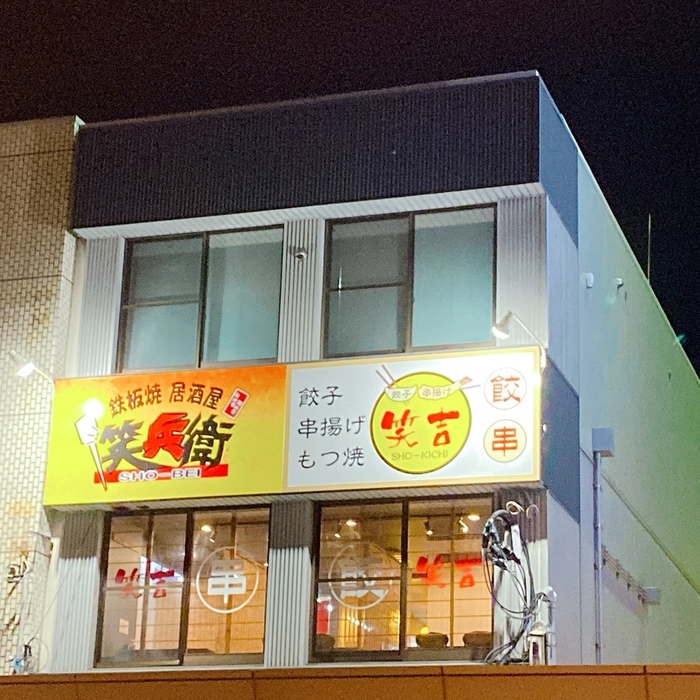 鉄板焼 居酒屋
笑兵衛
SHO-BEI
餃子
串揚げ
もつ焼
餃子 串揚げ
笑吉
SHO-KICHI
餃
串
笑吉
串
餃
笑吉